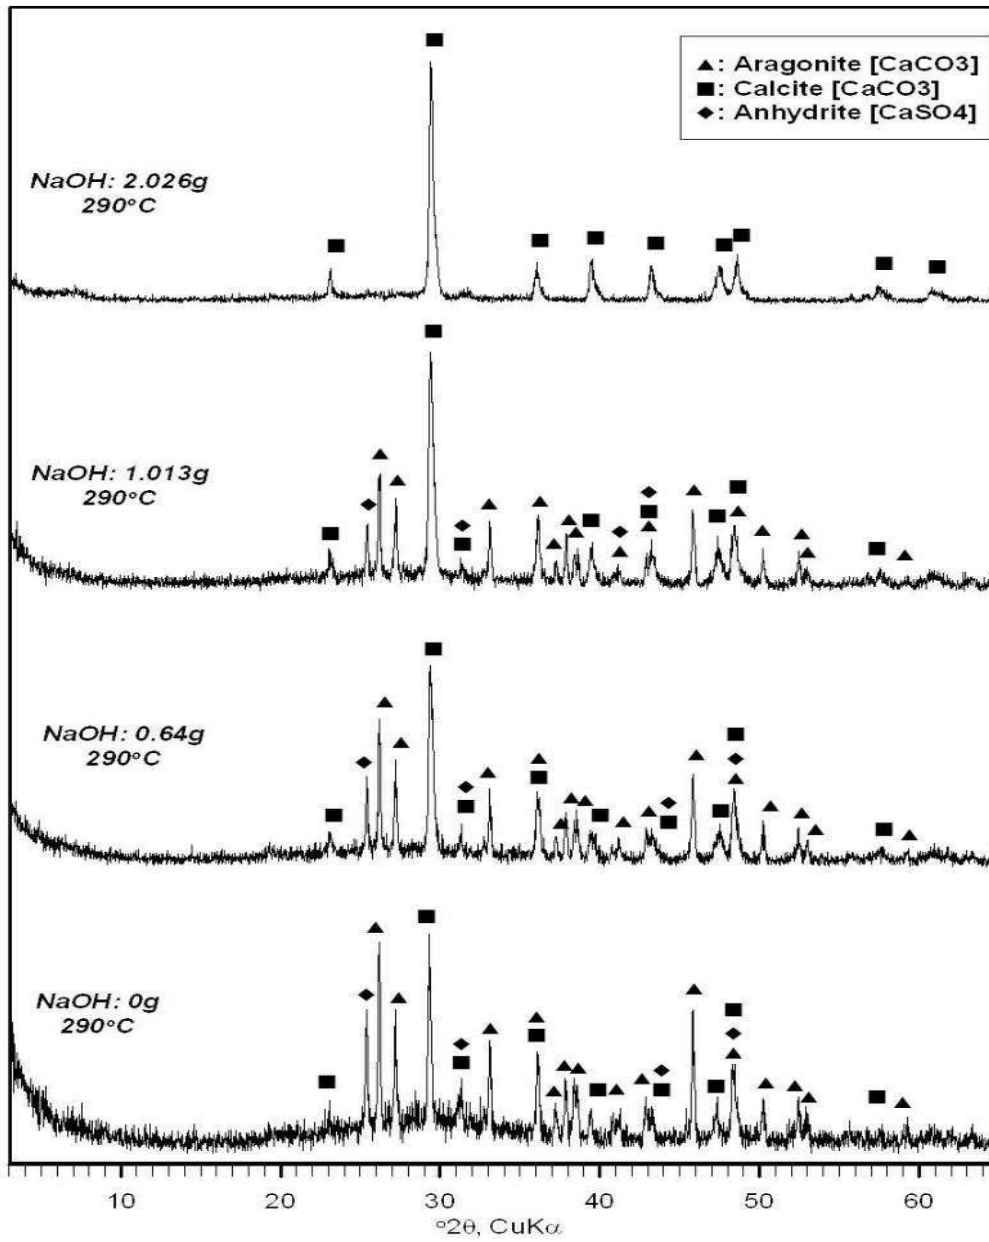 ▲: Aragonite [CaCO3]
■: Calcite [CaCO3]
◆: Anhydrite [CaSO4]
NaOH: 2.026g
290°C
NaOH: 1.013g
290°C
NaOH: 0.64g
290°C
NaOH: 0g
290°C
10 20 30 40 50 60
°2θ, CuKα